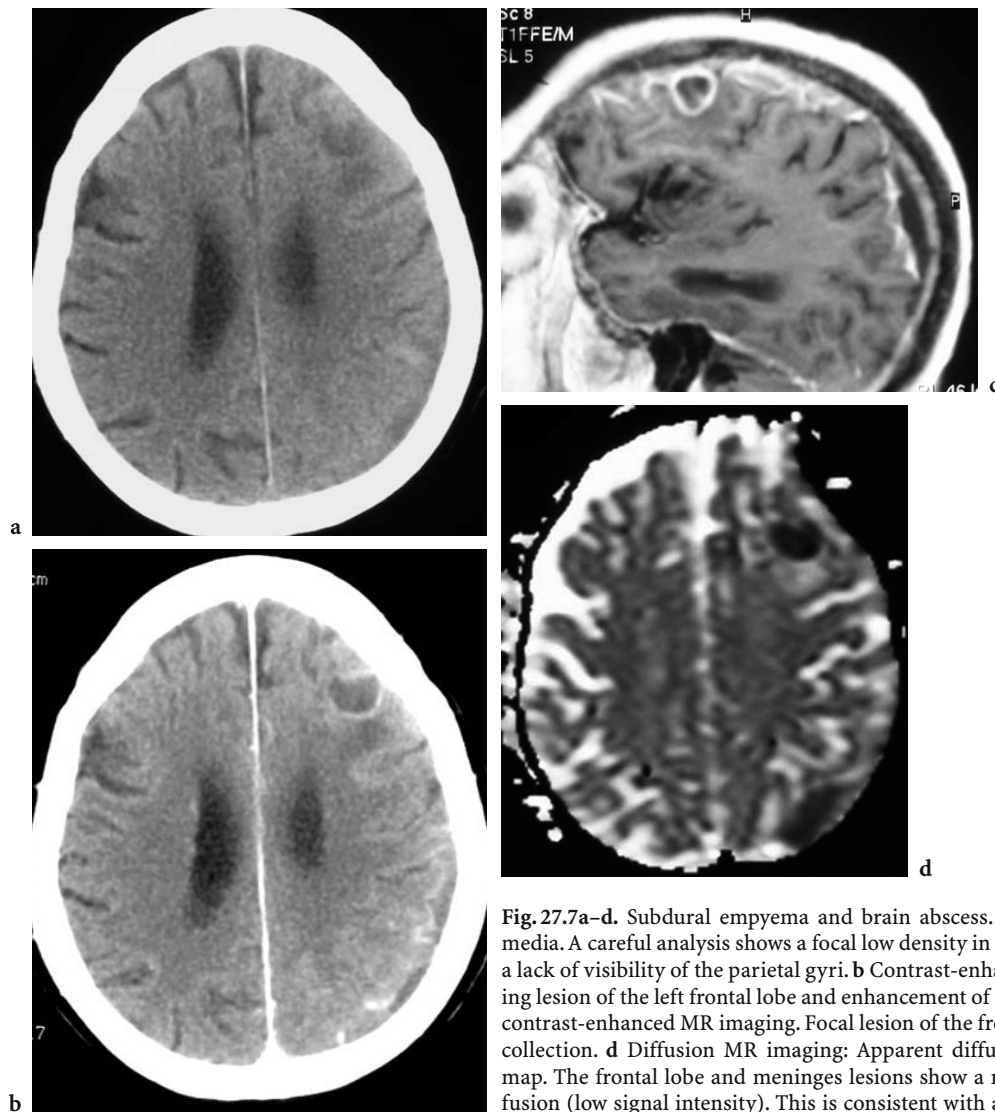 Sc 8
T1FFE/M
SL 5
H
P
c
a
cm
7
b
d
Fig. 27.7a–d. Subdural empyema and brain abscess.
media. A careful analysis shows a focal low density in
a lack of visibility of the parietal gyri. b Contrast-enha
ing lesion of the left frontal lobe and enhancement of
contrast-enhanced MR imaging. Focal lesion of the fro
collection. d Diffusion MR imaging: Apparent diffu
map. The frontal lobe and meninges lesions show a r
fusion (low signal intensity). This is consistent with a